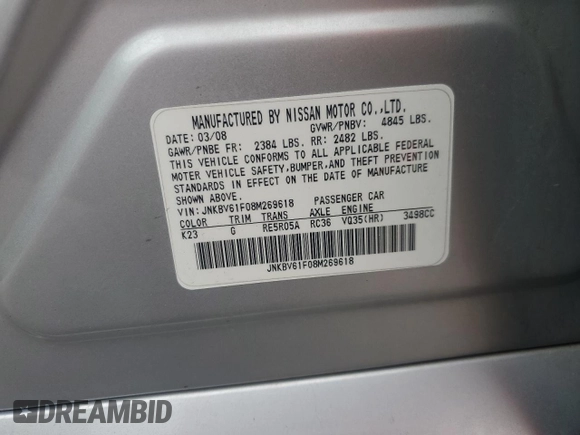 MANUFACTURED BY NISSAN MOTOR CO.,LTD.
DATE: 03/08 GVWR/PNBV: 4845 LBS.
GAWR/PNBE FR: 2384 LBS. RR: 2482 LBS.
THIS VEHICLE CONFORMS TO ALL APPLICABLE FEDERAL
MOTER VEHICLE SAFETY,BUMPER,AND THEFT PREVENTION
STANDARDS IN EFFECT ON THE DATE OF MANUFACTURE
SHOWN ABOVE.
VIN: JNKBV61F08M269618 PASSENGER CAR
COLOR TRIM TRANS AXLE ENGINE
K23 G RE5R05A RC36 VQ35(HR) 3498CC
JNKBV61F08M269618
DREAMBID